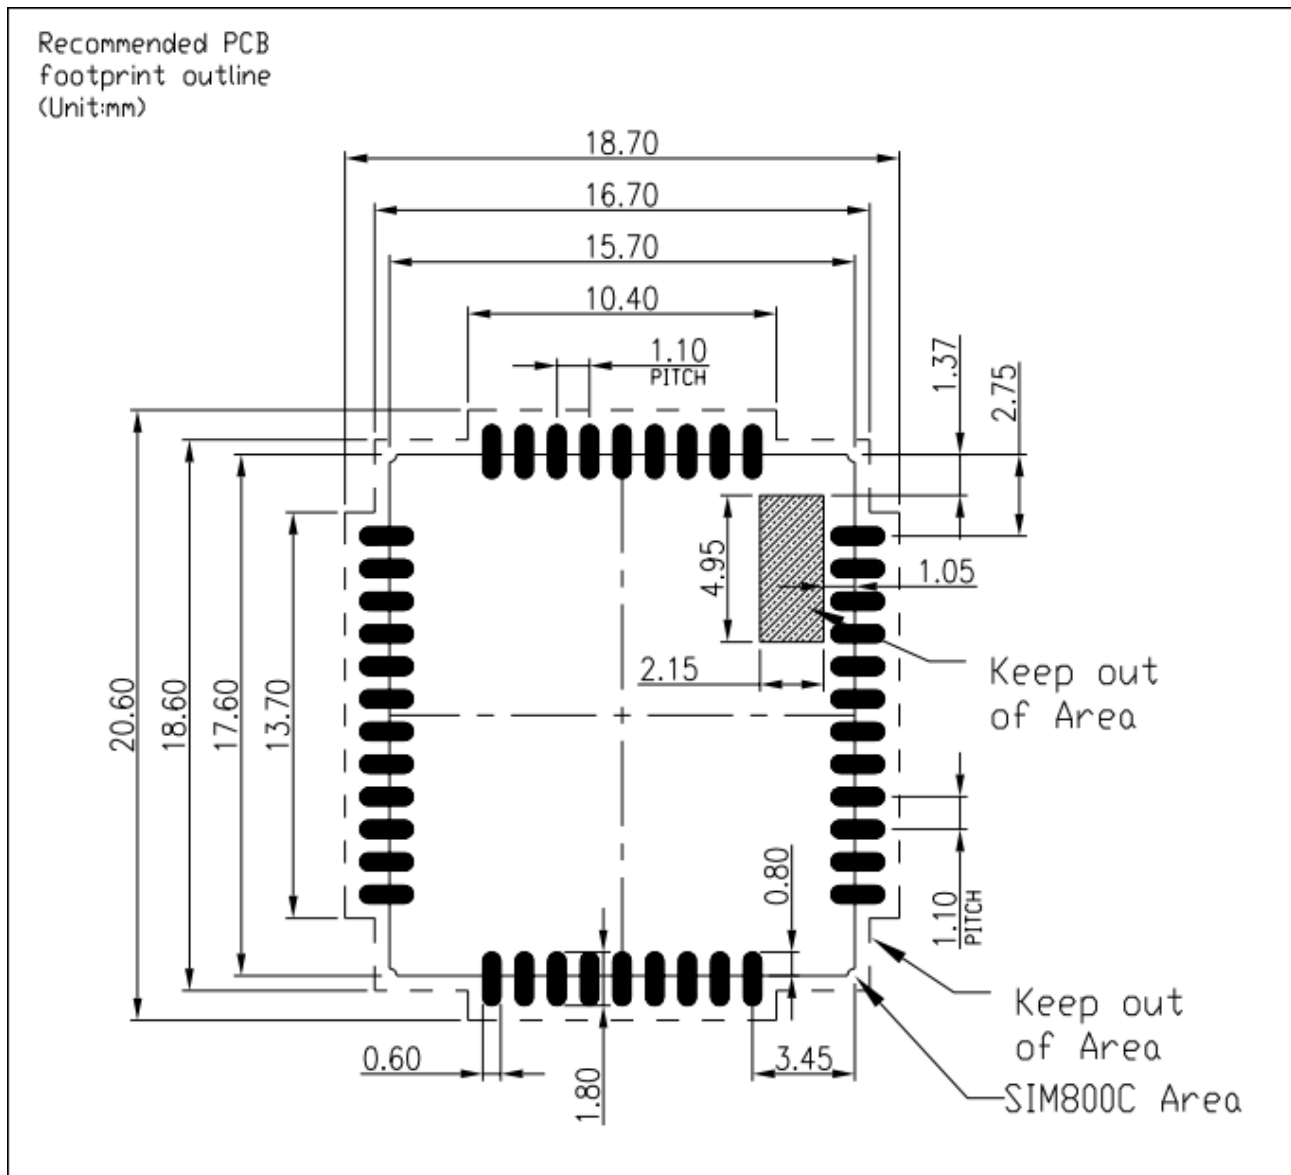 Recommended PCB
footprint outline
(Unit:mm)
18.70
16.70
15.70
10.40
1.10
PITCH
1.37
2.75
4.95
1.05
2.15
Keep out
of Area
20.60
18.60
17.60
13.70
0.80
1.10
PITCH
Keep out
of Area
0.60
1.80
3.45
SIM800C Area